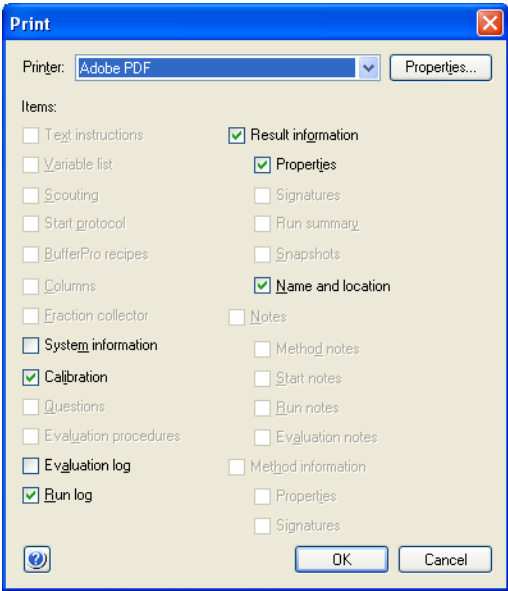 Print
Printer: Adobe PDF Properties...
Items:
Text instructions
Variable list
Scouting
Start protocol
BufferPro recipes
Columns
Fraction collector
System information
Calibration
Questions
Evaluation procedures
Evaluation log
Run log
Result information
Properties
Signatures
Run summary
Snapshots
Name and location
Notes
Method notes
Start notes
Run notes
Evaluation notes
Method information
Properties
Signatures
?
OK Cancel